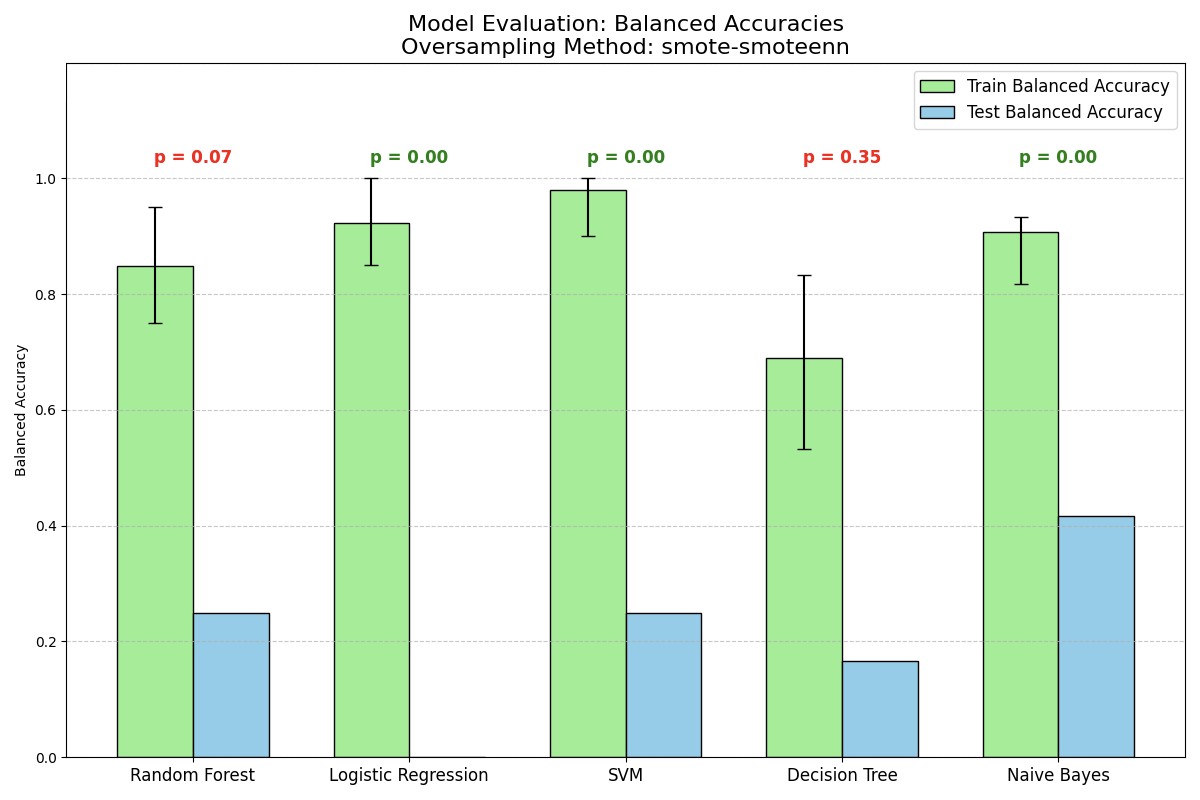 Model Evaluation: Balanced Accuracies
Oversampling Method: smote-smoteenn
Train Balanced Accuracy
Test Balanced Accuracy
p = 0.07
p = 0.00
p = 0.00
p = 0.35
p = 0.00
1.0
0.8
0.6
0.4
0.2
0.0
Balanced Accuracy
Random Forest
Logistic Regression
SVM
Decision Tree
Naive Bayes